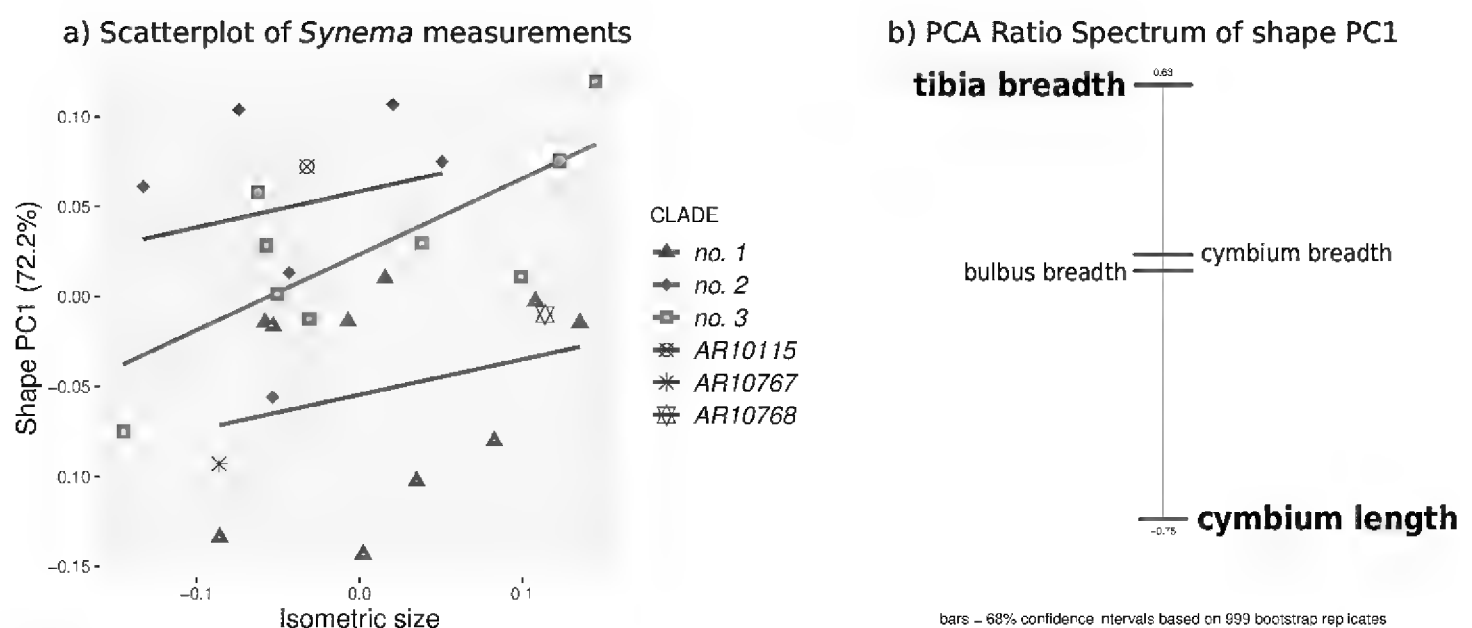 a) Scatterplot of Synema measurements
0.10-
0.05-
0.00-
−0.05-
0.10-
−0.15-
Shape PC1 (72.2%)
−0.1
0.0
0 1
Isometric size
CLADE
no. 1
no. 2
no. 3
AR10115
AR10767
AR10768
b) PCA Ratio Spectrum of shape PC1
0.63
tibia breadth
cymbium breadth
bulbus breadth
cymbium length
−0.75
bars = 68% confidence ntervals based on 999 bootstrap rep icates